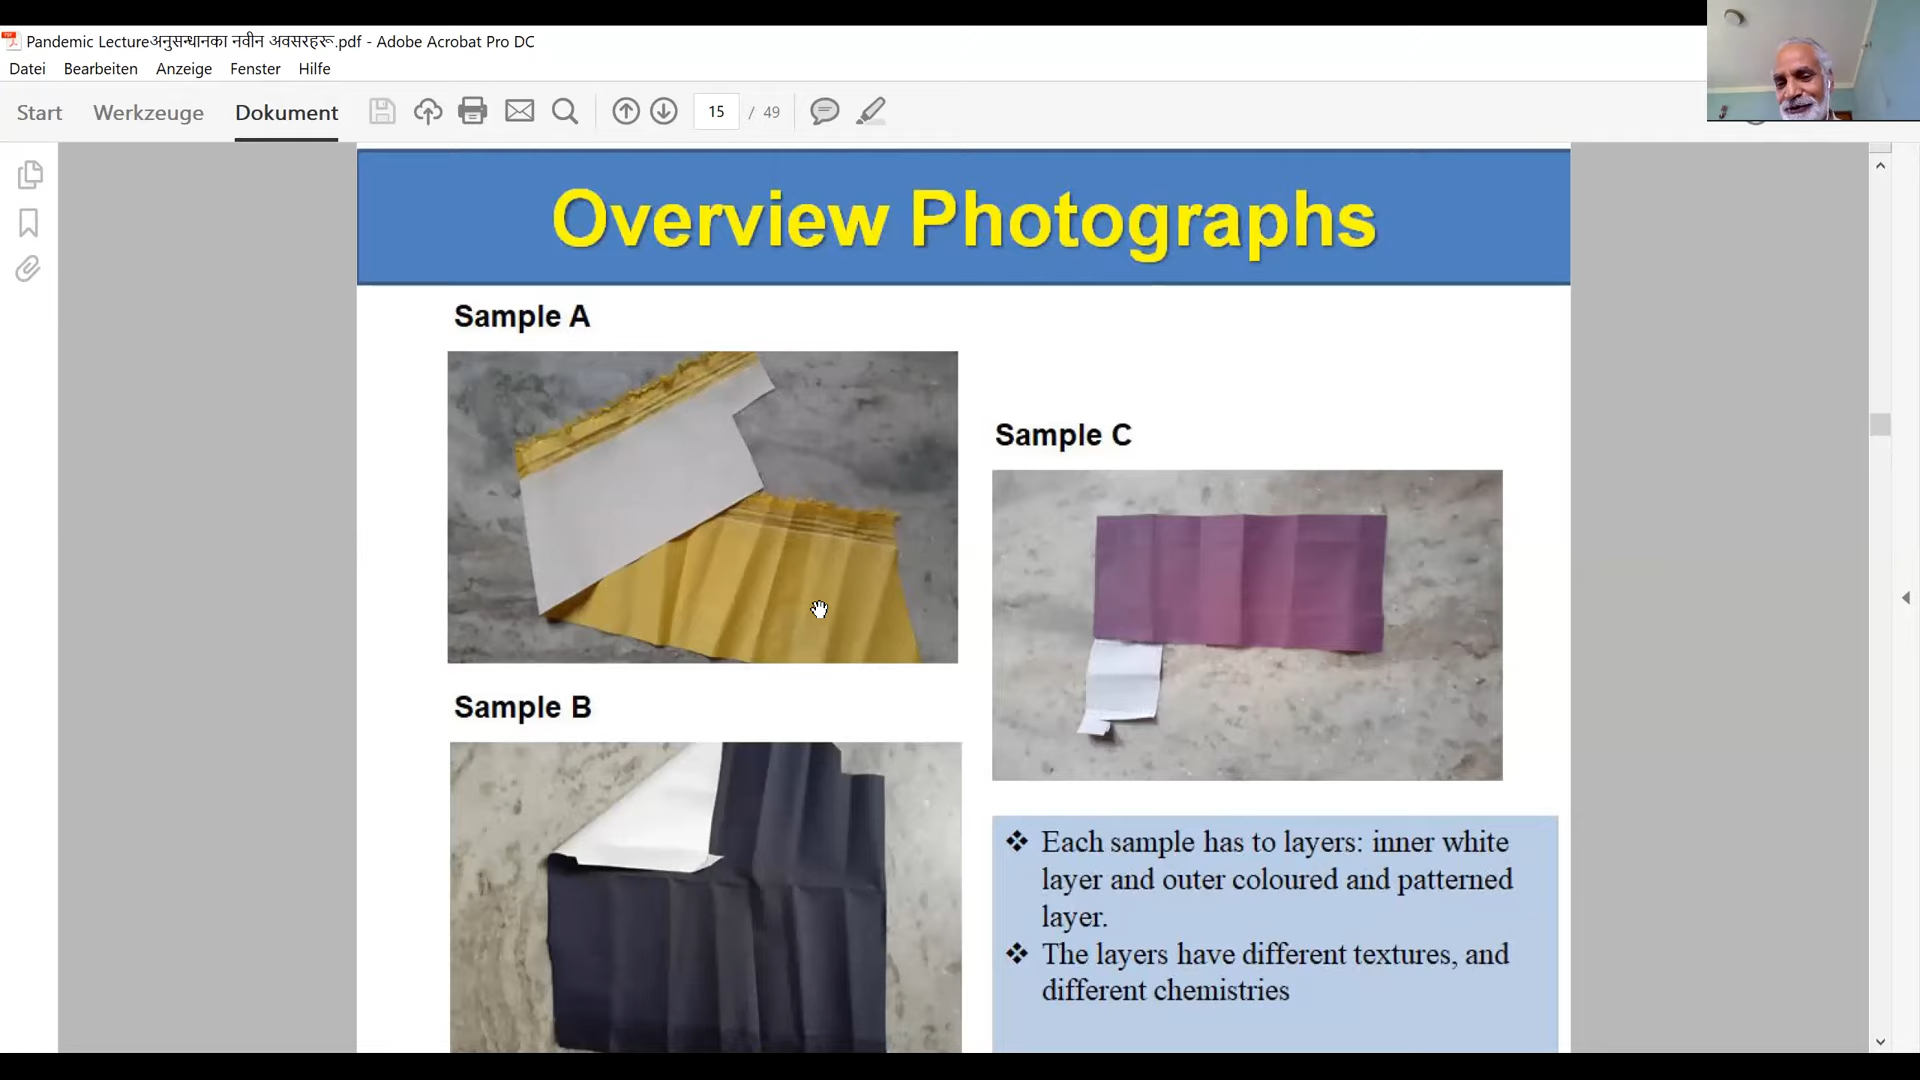 Pandemic Lectureअनुसन्धानका नवीन अवसरहरू.pdf - Adobe Acrobat Pro DC
Datei Bearbeiten Anzeige Fenster Hilfe
Start Werkzeuge Dokument 15 / 49
Overview Photographs
Sample A
Sample C
Sample B
❖ Each sample has to layers: inner white
layer and outer coloured and patterned
layer.
❖ The layers have different textures, and
different chemistries